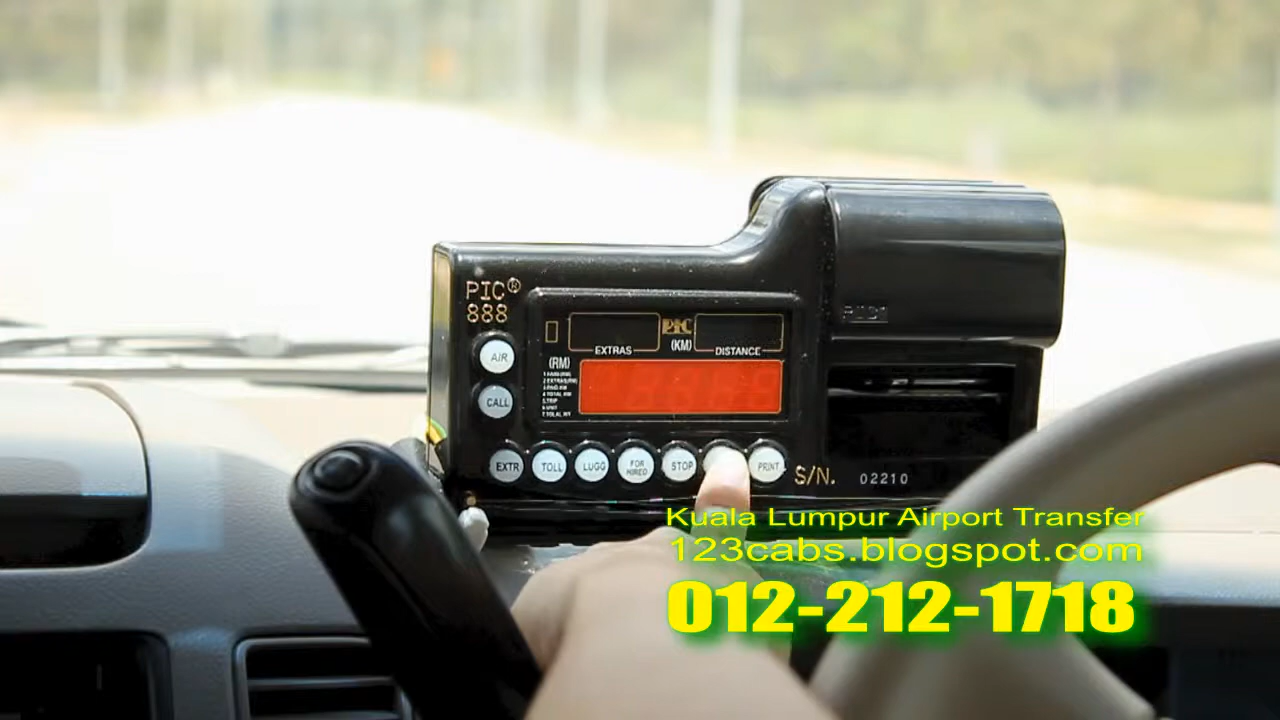 PIC®
888
PIC
EXTRAS
(KM)
DISTANCE
(RM)
AIR
CALL
EXTR
TOLL
LUGG
FOR HIRED
STOP
PRINT
S/N. 02210
Kuala Lumpur Airport Transfer
123cabs.blogspot.com
012-212-1718